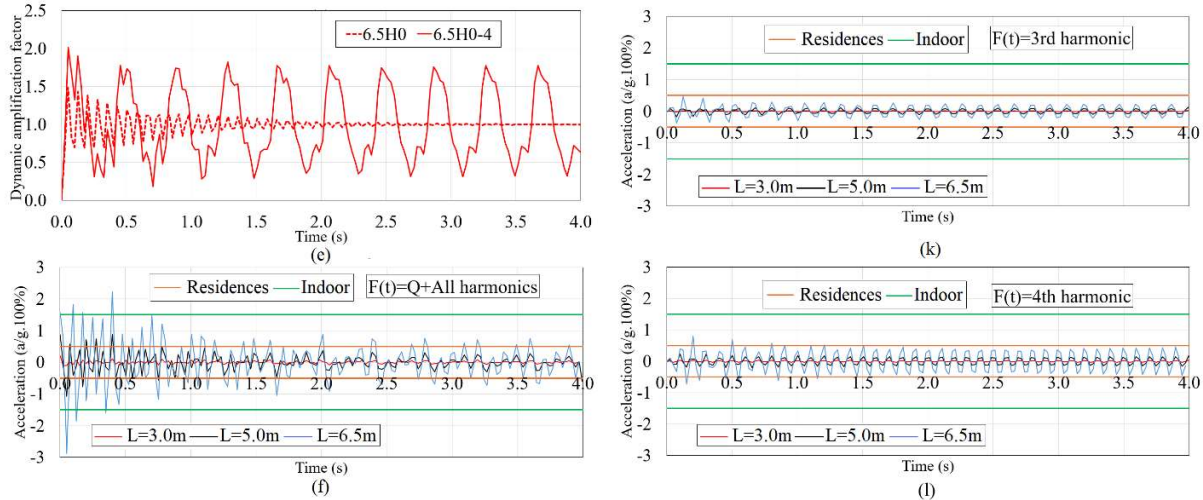 Dynamic amplification factor
2.5
2.0
1.5
1.0
0.5
0.0
6.5H0 6.5H0-4
0.0 0.5 1.0 1.5 2.0 2.5 3.0 3.5 4.0
Time (s)
(e)
Acceleration (a/g.100%)
3
2
1
0
-1
-2
-3
Residences Indoor F(t)=Q+All harmonics
0.0 0.5 1.0 1.5 2.0 2.5 3.0 3.5 4.0
L=3.0m L=5.0m L=6.5m
Time (s)
(f)
Acceleration (a/g.100%)
3
2
1
0
-1
-2
-3
Residences Indoor F(t)=3rd harmonic
0.0 0.5 1.0 1.5 2.0 2.5 3.0 3.5 4.0
L=3.0m L=5.0m L=6.5m
Time (s)
(k)
Acceleration (a/g.100%)
3
2
1
0
-1
-2
-3
Residences Indoor F(t)=4th harmonic
0.0 0.5 1.0 1.5 2.0 2.5 3.0 3.5 4.0
L=3.0m L=5.0m L=6.5m
Time (s)
(l)